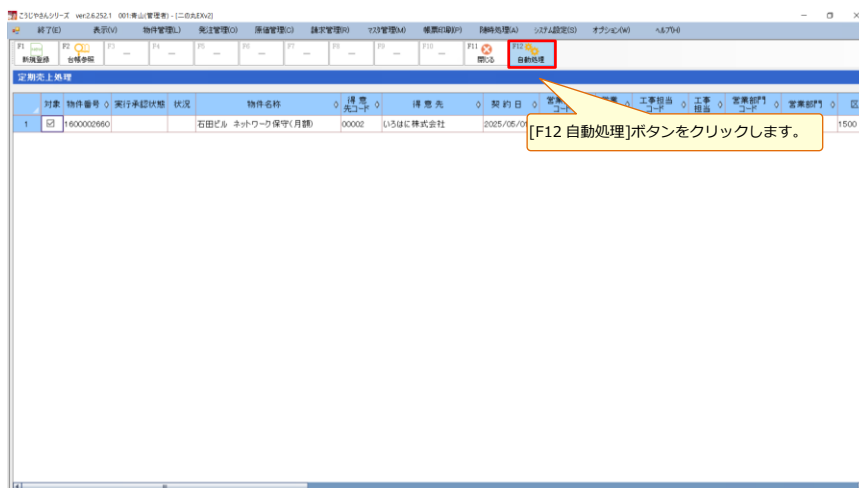 こうじやさんシリーズ ver.2.6.252.1 001:青山(管理者) - [二の丸EXv2]
終了(E) 表示(V) 物件管理(L) 発注管理(O) 原価管理(C) 請求管理(R) マスタ管理(M) 帳票印刷(P) 随時処理(A) システム設定(S) オプション(W) ヘルプ(H)
F1 F2 F3 F4 F5 F6 F7 F8 F9 F10 F11 F12
新規登録 台帳参照 閉じる 自動処理
定期売上処理
対象 物件番号 実行承認状態 状況 物件名称 得意先コード 得意先 契約日 工事担当コード 工事担当 営業部門コード 営業部門
1 1600002660 石田ビル ネットワーク保守(月額) 00002 いろはに株式会社 1500
[F12 自動処理]ボタンをクリックします。